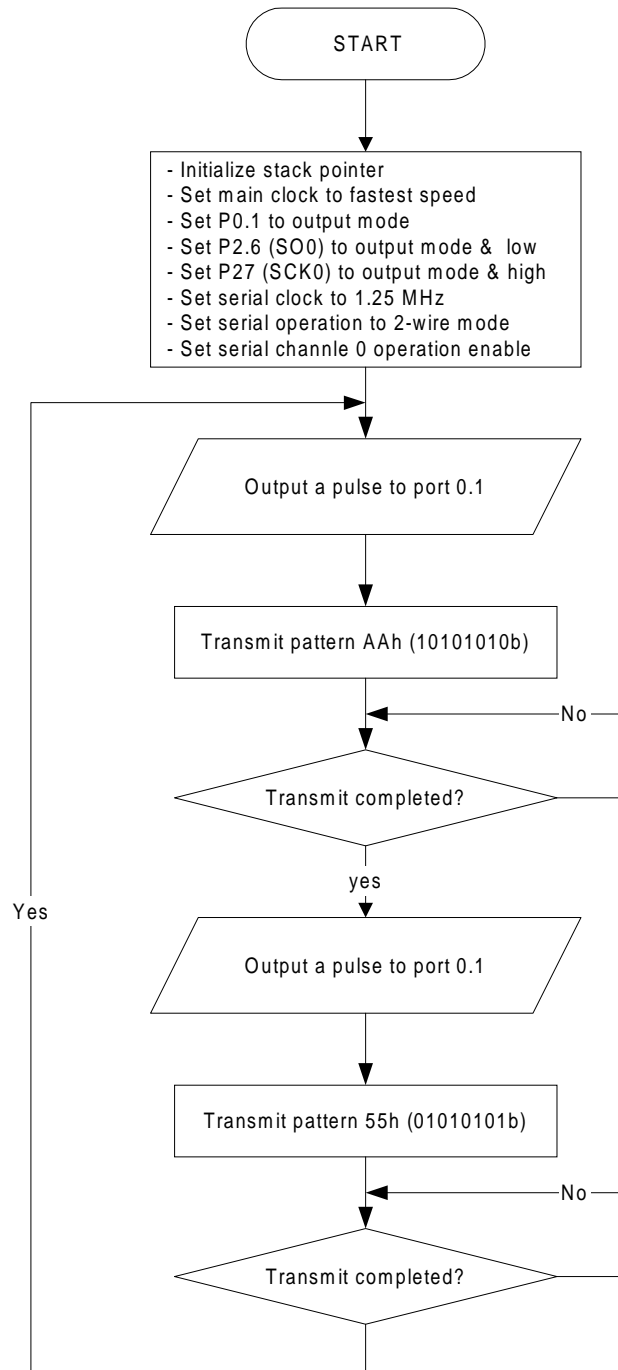 START
- Initialize stack pointer
- Set main clock to fastest speed
- Set P0.1 to output mode
- Set P2.6 (SO0) to output mode & low
- Set P27 (SCK0) to output mode & high
- Set serial clock to 1.25 MHz
- Set serial operation to 2-wire mode
- Set serial channle 0 operation enable
Output a pulse to port 0.1
Transmit pattern AAh (10101010b)
No
Transmit completed?
yes
Yes
Output a pulse to port 0.1
Transmit pattern 55h (01010101b)
No
Transmit completed?